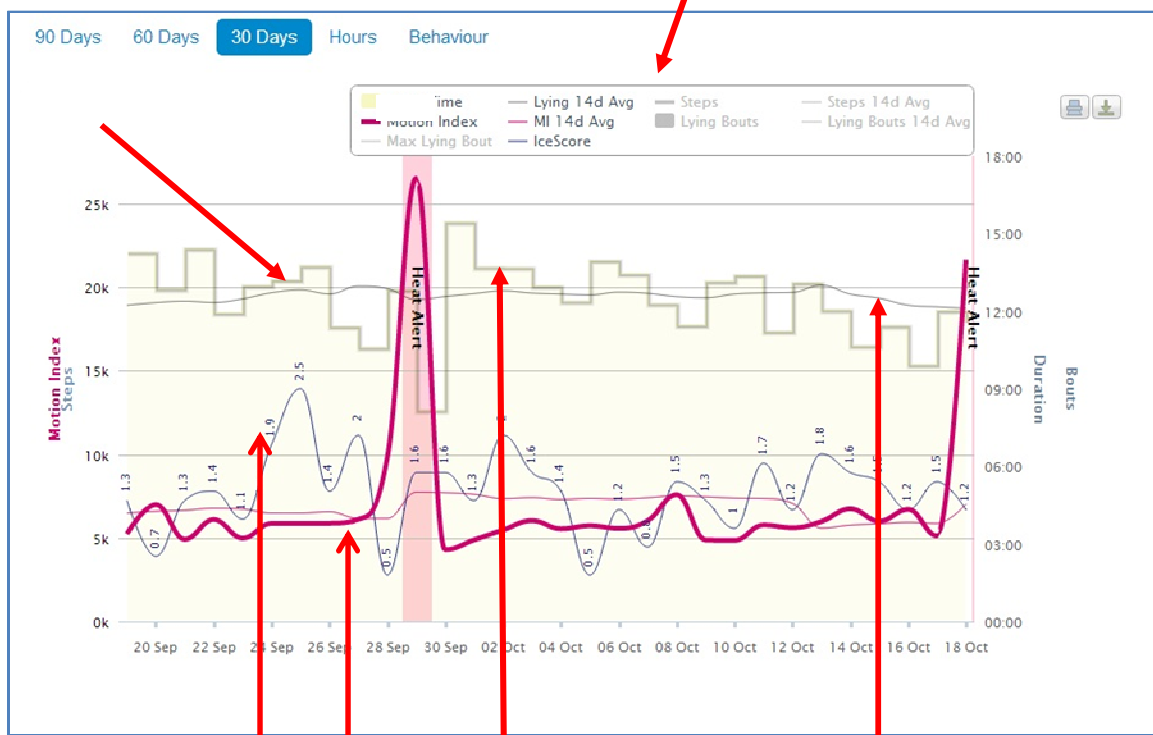 90 Days 60 Days 30 Days Hours Behaviour
Lying 14d Avg Steps Steps 14d Avg
Motion Index MI 14d Avg Lying Bouts Lying Bouts 14d Avg
Max Lying Bout IceScore
25k
20k
15k
10k
5k
0k
Motion Index
Steps
18:00
15:00
12:00
09:00
06:00
03:00
00:00
Duration
Bouts
Heat Alert
Heat Alert
1.3
0.7
1.3
1.4
1.1
1.9
2.5
1.4
2
0.5
1.6
1.6
1.3
1.6
1.4
0.5
1.2
1.5
1.3
1
1.7
1.2
1.8
1.6
1.2
1.5
1.2
20 Sep 22 Sep 24 Sep 26 Sep 28 Sep 30 Sep 02 Oct 04 Oct 06 Oct 08 Oct 10 Oct 12 Oct 14 Oct 16 Oct 18 Oct